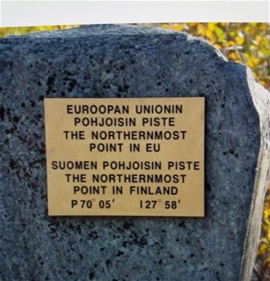 EUROOPAN UNIONIN
POHJOISIN PISTE
THE NORTHERNMOST
POINT IN EU
SUOMEN POHJOISIN PISTE
THE NORTHERNMOST
POINT IN FINLAND
P 70° 05' I 27° 58'